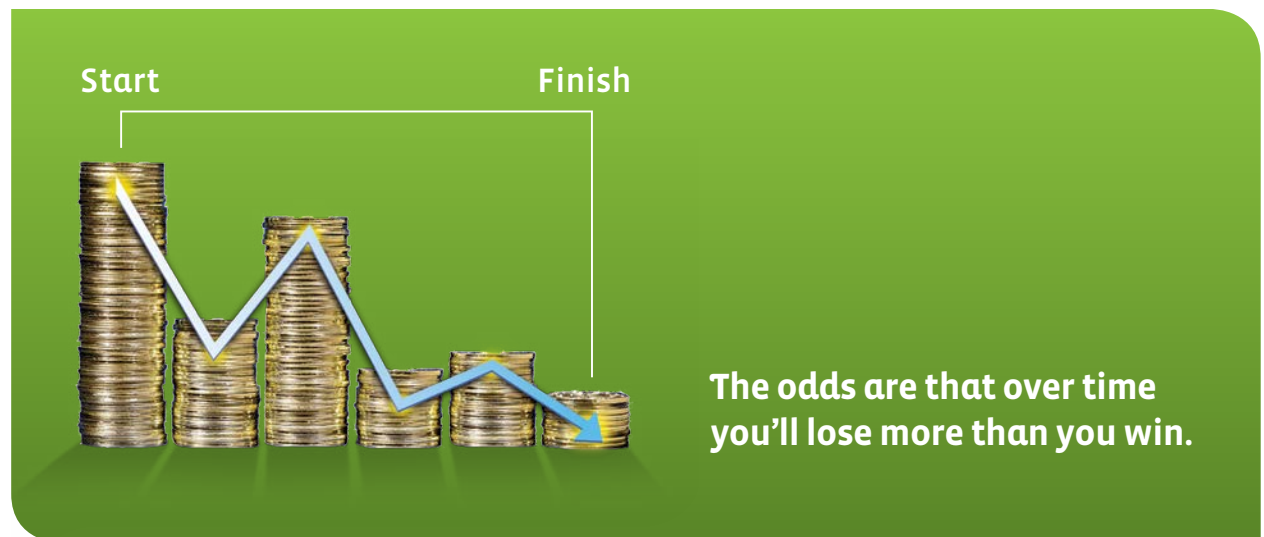 Start
Finish
The odds are that over time
you'll lose more than you win.